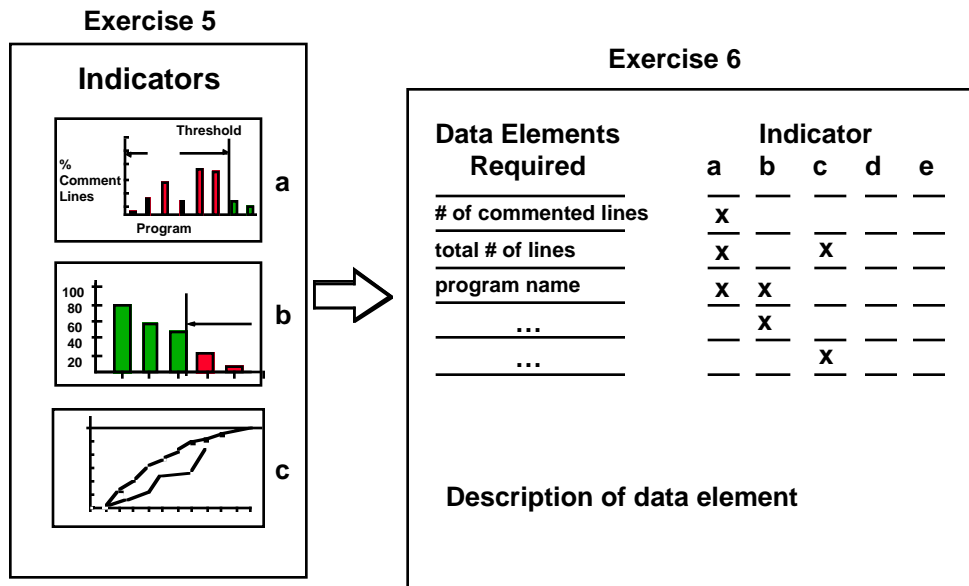 Exercise 5
Indicators
Threshold
%
Comment
Lines
Program
a
100
80
60
40
20
b
c
Exercise 6
Data Elements Indicator
Required a b c d e
# of commented lines x
total # of lines x x
program name x x
... x
... x
Description of data element